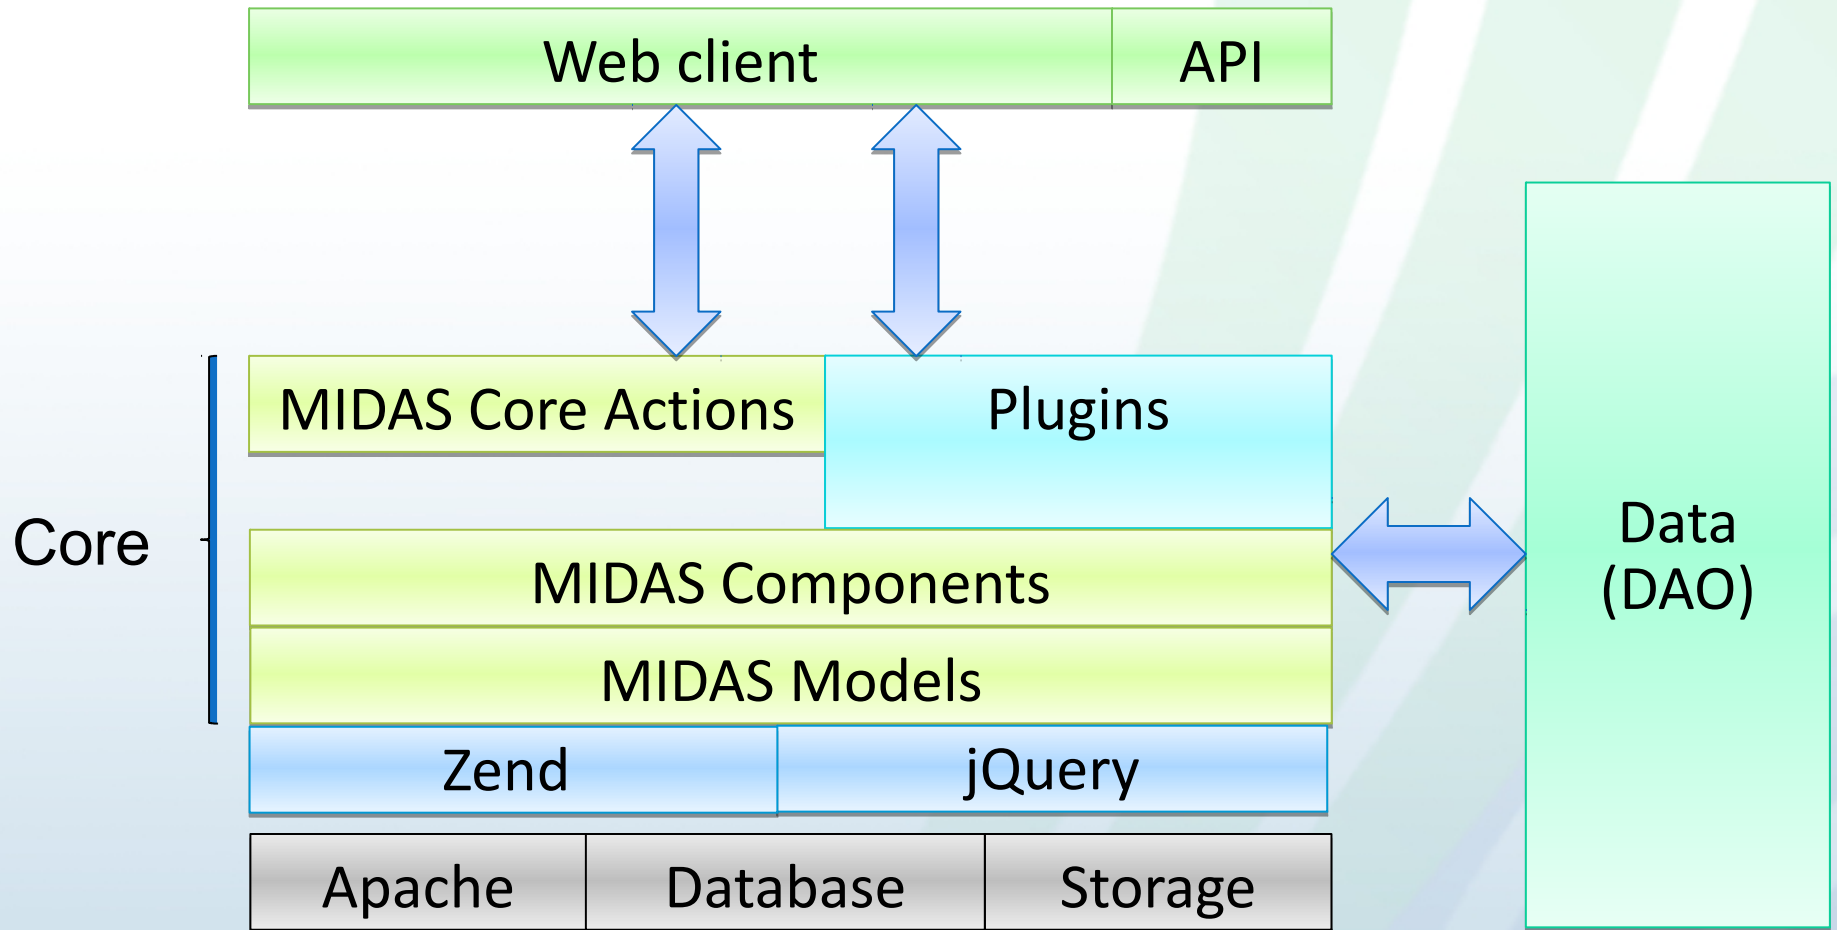 Web client
API
MIDAS Core Actions
Plugins
Core
MIDAS Components
Data
(DAO)
MIDAS Models
Zend
jQuery
Apache
Database
Storage